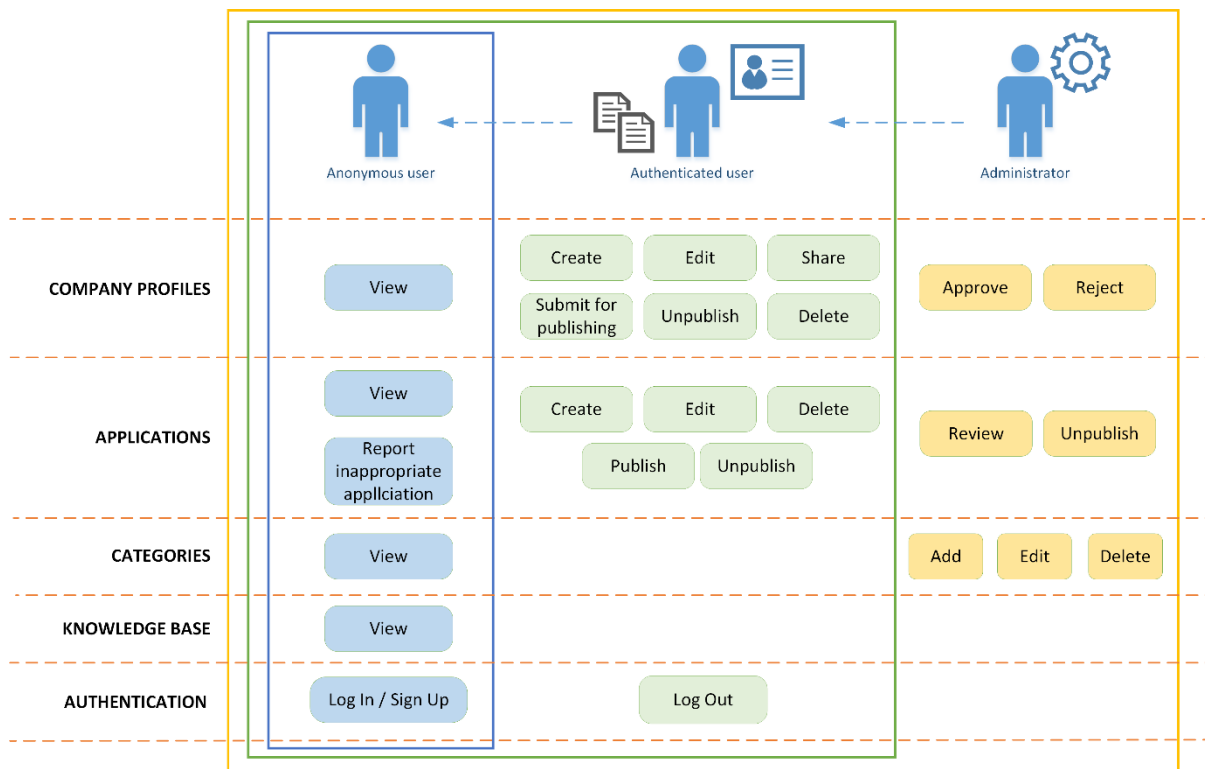 Anonymous user
Authenticated user
Administrator
COMPANY PROFILES
View
Create
Edit
Share
Submit for
publishing
Unpublish
Delete
Approve
Reject
APPLICATIONS
View
Report
inappropriate
appllciation
Create
Edit
Delete
Publish
Unpublish
Review
Unpublish
CATEGORIES
View
Add
Edit
Delete
KNOWLEDGE BASE
View
AUTHENTICATION
Log In / Sign Up
Log Out